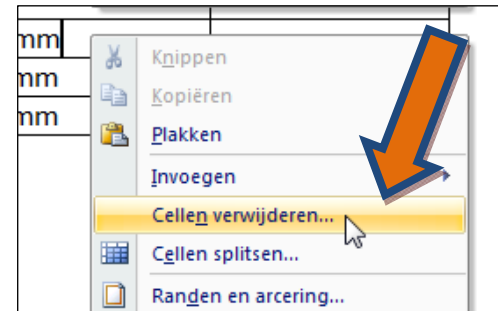 mm
mm
mm
Knippen
Kopiëren
Plakken
Invoegen
Cellen verwijderen...
Cellen splitsen...
Randen en arcering...